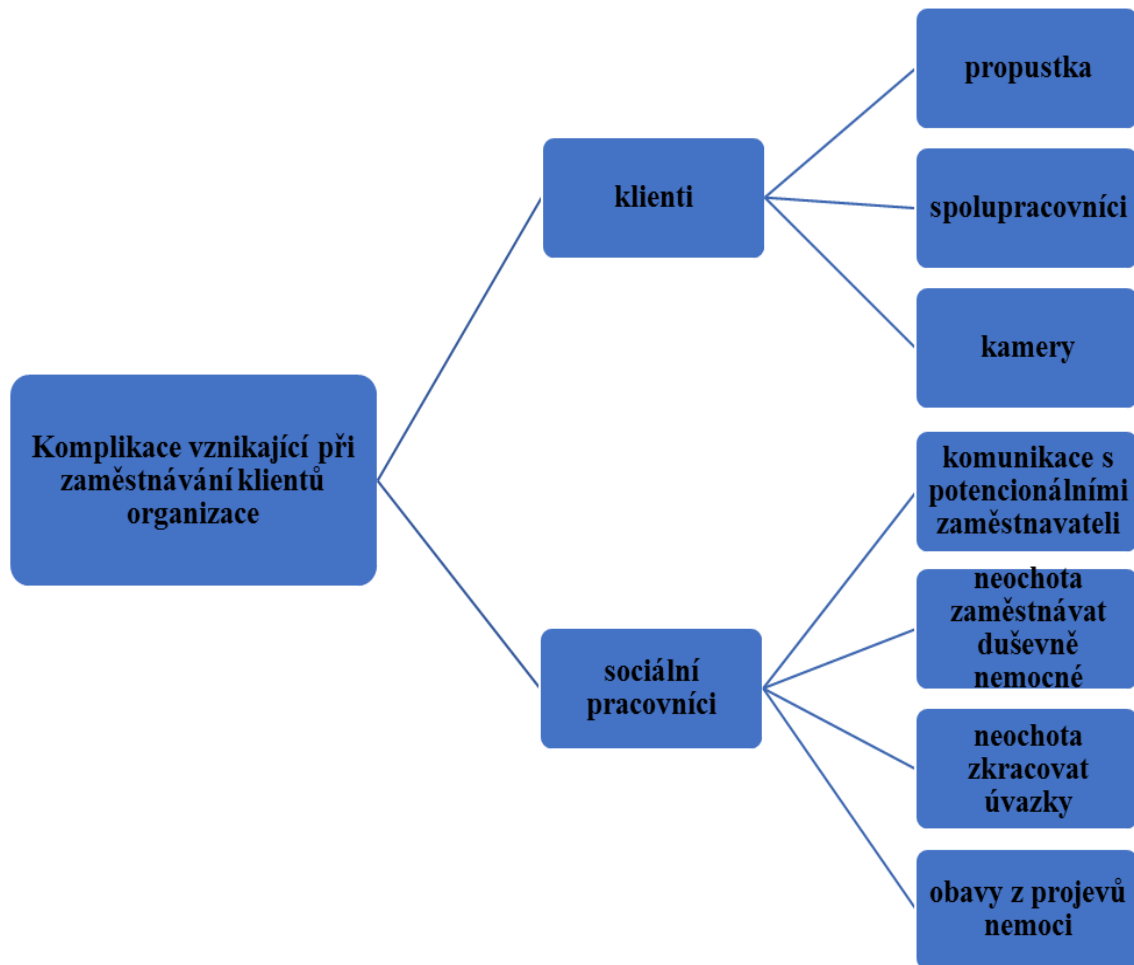 Komplikace vznikající při
zaměstnávání klientů
organizace
klienti
propustka
spolupracovníci
kamery
sociální
pracovníci
komunikace s
potencionálními
zaměstnavateli
neochota
zaměstnávat
duševně
nemocné
neochota
zkracovat
úvazky
obavy z projevů
nemoci